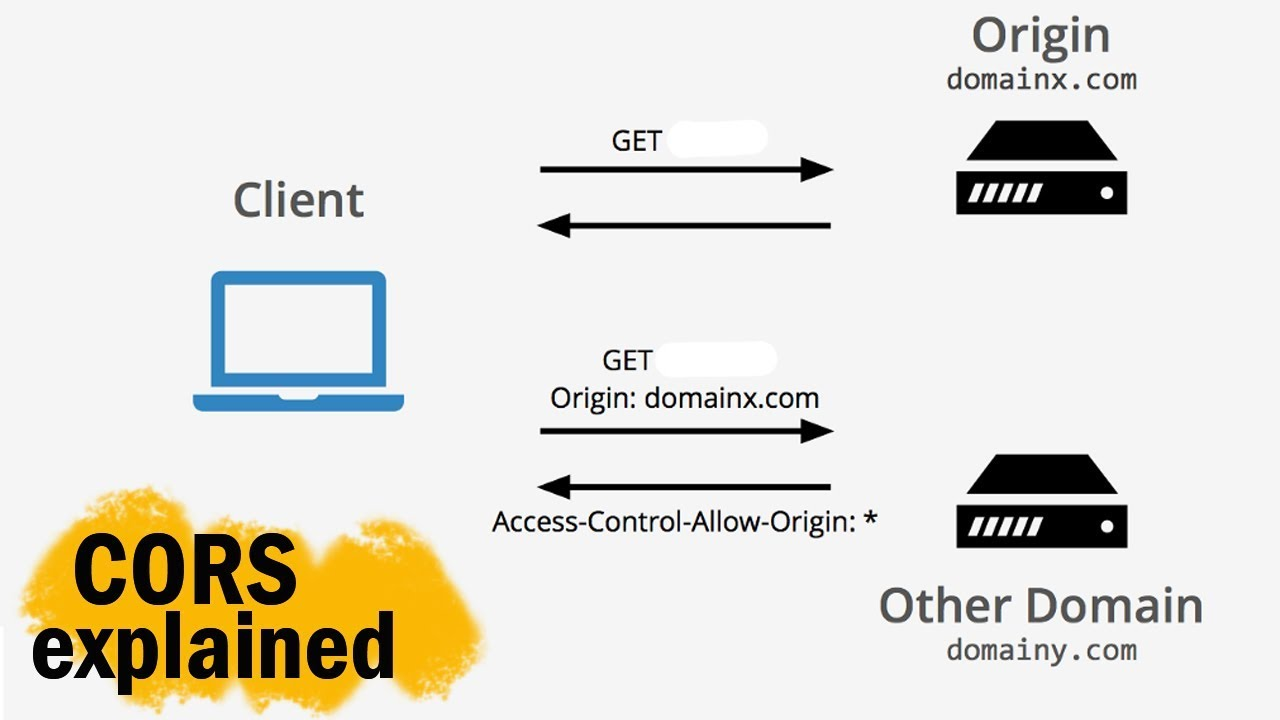 Origin
domainx.com
GET
Client
GET
Origin: domainx.com
Access-Control-Allow-Origin: *
CORS
explained
Other Domain
domainy.com